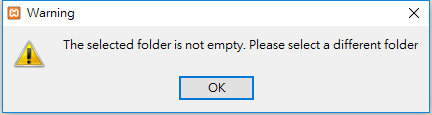 Warning
The selected folder is not empty. Please select a different folder
OK